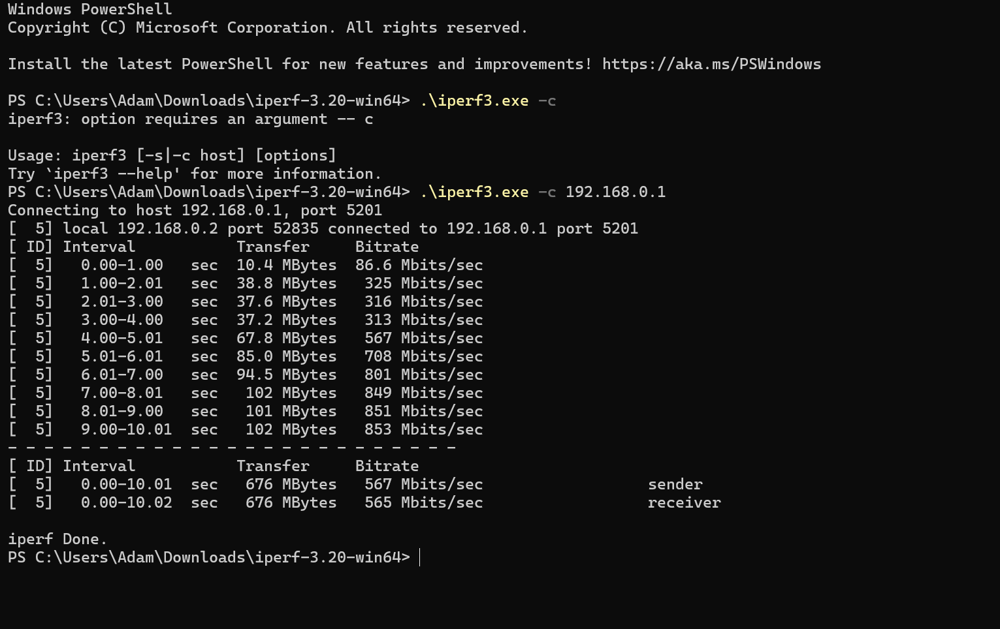 Windows PowerShell
Copyright (C) Microsoft Corporation. All rights reserved.
Install the latest PowerShell for new features and improvements! https://aka.ms/PSWindows
PS C:\Users\Adam\Downloads\iperf-3.20-win64> .\iperf3.exe -c
iperf3: option requires an argument -- c
Usage: iperf3 [-s|-c host] [options]
Try `iperf3 --help' for more information.
PS C:\Users\Adam\Downloads\iperf-3.20-win64> .\iperf3.exe -c 192.168.0.1
Connecting to host 192.168.0.1, port 5201
[  5] local 192.168.0.2 port 52835 connected to 192.168.0.1 port 5201
[ ID] Interval           Transfer     Bitrate
[  5]   0.00-1.00   sec  10.4 MBytes  86.6 Mbits/sec
[  5]   1.00-2.01   sec  38.8 MBytes   325 Mbits/sec
[  5]   2.01-3.00   sec  37.6 MBytes   316 Mbits/sec
[  5]   3.00-4.00   sec  37.2 MBytes   313 Mbits/sec
[  5]   4.00-5.01   sec  67.8 MBytes   567 Mbits/sec
[  5]   5.01-6.01   sec  85.0 MBytes   708 Mbits/sec
[  5]   6.01-7.00   sec  94.5 MBytes   801 Mbits/sec
[  5]   7.00-8.01   sec   102 MBytes   849 Mbits/sec
[  5]   8.01-9.00   sec   101 MBytes   851 Mbits/sec
[  5]   9.00-10.01  sec   102 MBytes   853 Mbits/sec
- - - - - - - - - - - - - - - - - - - - - - - - -
[ ID] Interval           Transfer     Bitrate
[  5]   0.00-10.01  sec   676 MBytes   567 Mbits/sec                  sender
[  5]   0.00-10.02  sec   676 MBytes   565 Mbits/sec                  receiver
iperf Done.
PS C:\Users\Adam\Downloads\iperf-3.20-win64>